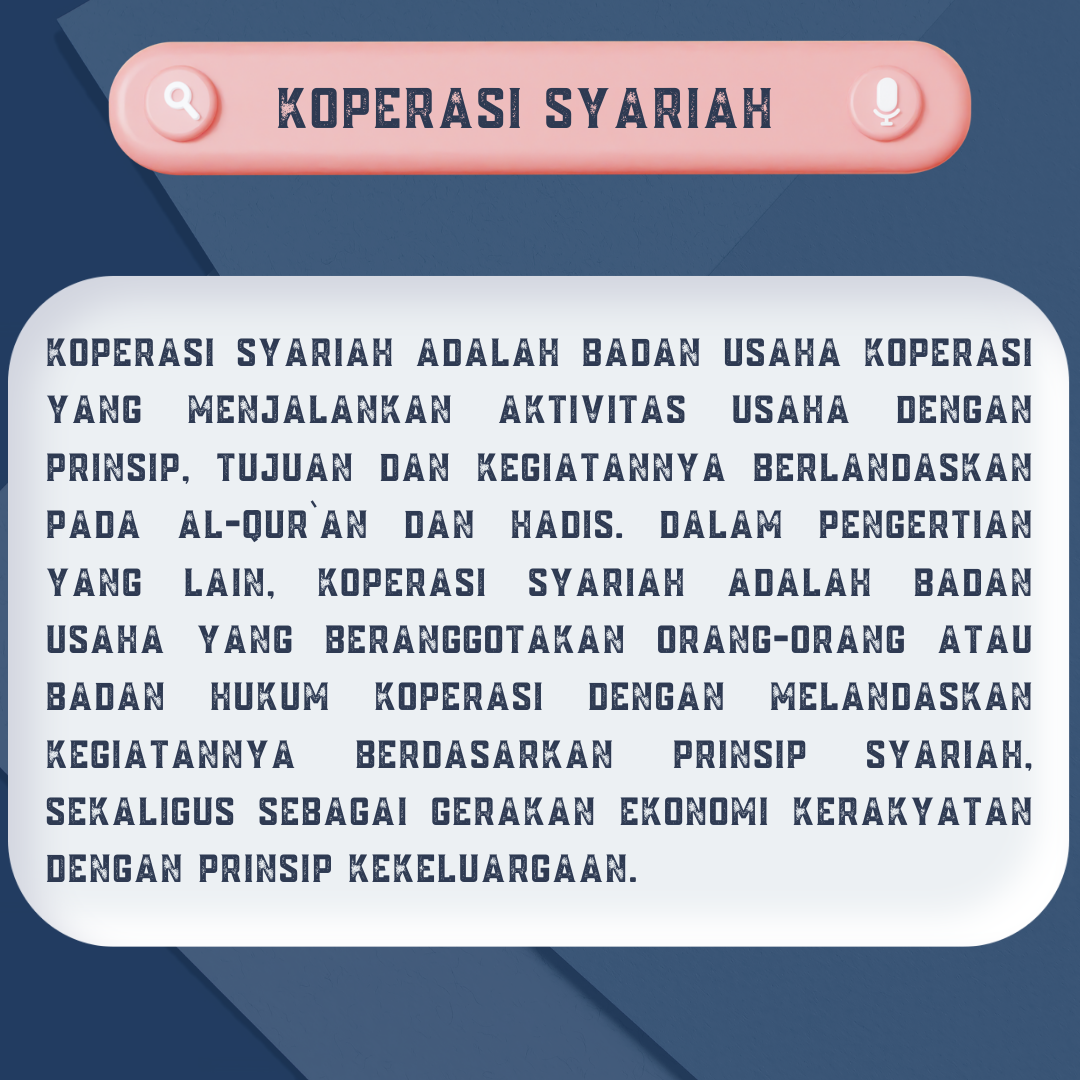 KOPERASI SYARIAH
KOPERASI SYARIAH ADALAH BADAN USAHA KOPERASI
YANG MENJALANKAN AKTIVITAS USAHA DENGAN
PRINSIP, TUJUAN DAN KEGIATANNYA BERLANDASKAN
PADA AL-QUR`AN DAN HADIS. DALAM PENGERTIAN
YANG LAIN, KOPERASI SYARIAH ADALAH BADAN
USAHA YANG BERANGGOTAKAN ORANG-ORANG ATAU
BADAN HUKUM KOPERASI DENGAN MELANDASKAN
KEGIATANNYA BERDASARKAN PRINSIP SYARIAH,
SEKALIGUS SEBAGAI GERAKAN EKONOMI KERAKYATAN
DENGAN PRINSIP KEKELUARGAAN.